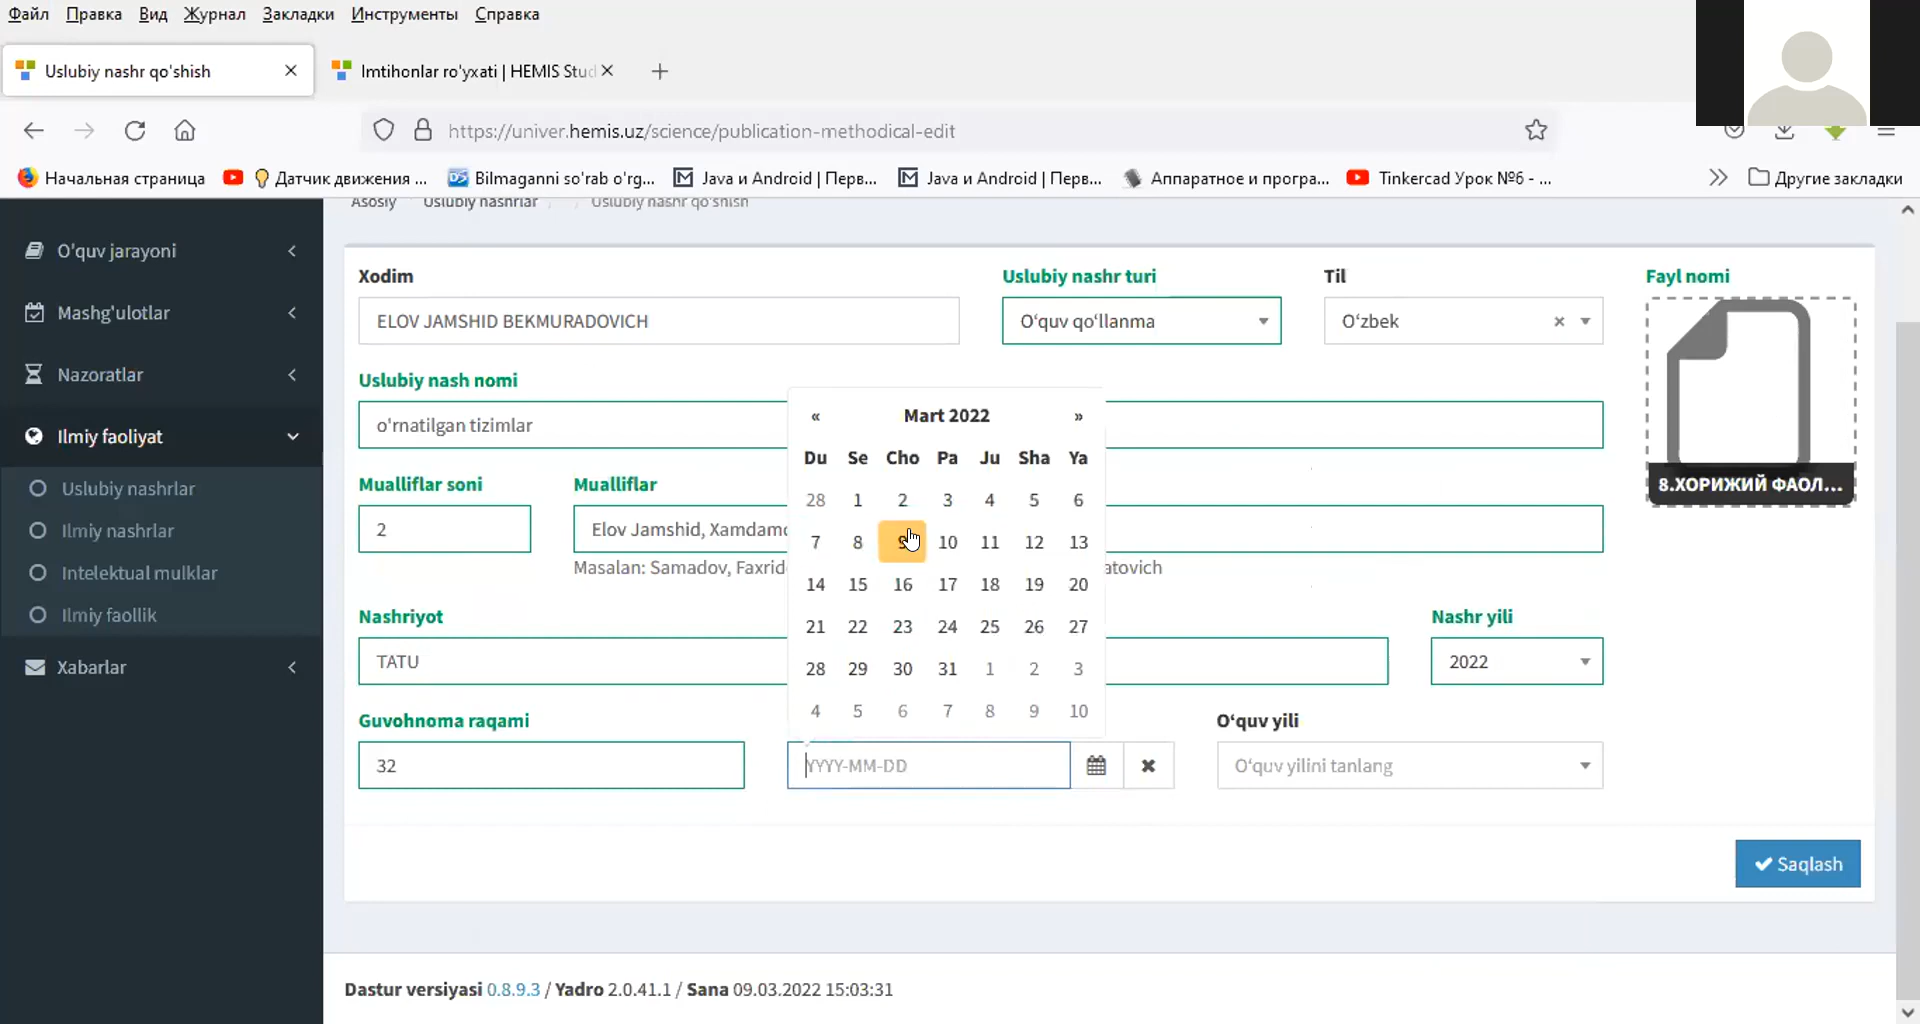 Файл Правка Вид Журнал Закладки Инструменты Справка
Uslubiy nashr qo'shish
Imtihonlar ro'yxati | HEMIS Stud
https://univer.hemis.uz/science/publication-methodical-edit
Начальная страница
Датчик движения ...
Bilmaganni so'rab o'rg...
Java и Android | Перв...
Java и Android | Перв...
Аппаратное и програ...
Tinkercad Урок №6 - ...
Другие закладки
Asosiy Uslubiy nashrlar Uslubiy nashr qo'shish
O'quv jarayoni
Mashg'ulotlar
Nazoratlar
Ilmiy faoliyat
Uslubiy nashrlar
Ilmiy nashrlar
Intelektual mulklar
Ilmiy faollik
Xabarlar
Xodim
ELOV JAMSHID BEKMURADOVICH
Uslubiy nashr turi
O‘quv qo‘llanma
Til
O‘zbek
Fayl nomi
8.ХОРИЖИЙ ФАОЛ...
Uslubiy nash nomi
o'rnatilgan tizimlar
Mualliflar soni
2
Mualliflar
Elov Jamshid,
Masalan: Samadov,
Nashriyot
TATU
Nashr yili
2022
Guvohnoma raqami
32
« Mart 2022 »
Du Se Cho Pa Ju Sha Ya
28 1 2 3 4 5 6
7 8 9 10 11 12 13
14 15 16 17 18 19 20
21 22 23 24 25 26 27
28 29 30 31 1 2 3
4 5 6 7 8 9 10
YYYY-MM-DD
O‘quv yili
O‘quv yilini tanlang
Saqlash
Dastur versiyasi 0.8.9.3 / Yadro 2.0.41.1 / Sana 09.03.2022 15:03:31